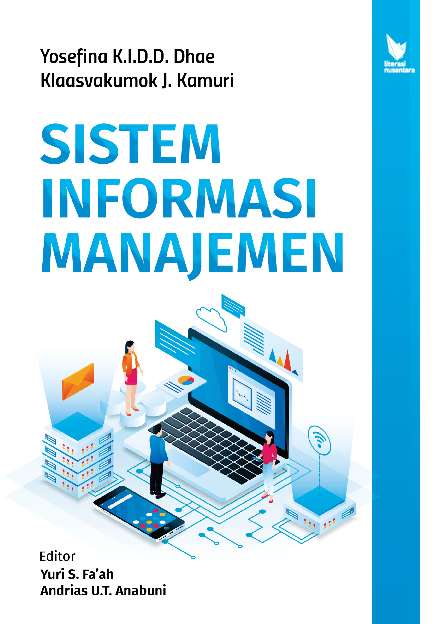 Yosefina K.I.D.D. Dhae
Klaasvakumok J. Kamuri
literasi
nusantara
SISTEM
INFORMASI
MANAJEMEN
Editor
Yuri S. Fa'ah
Andrias U.T. Anabuni